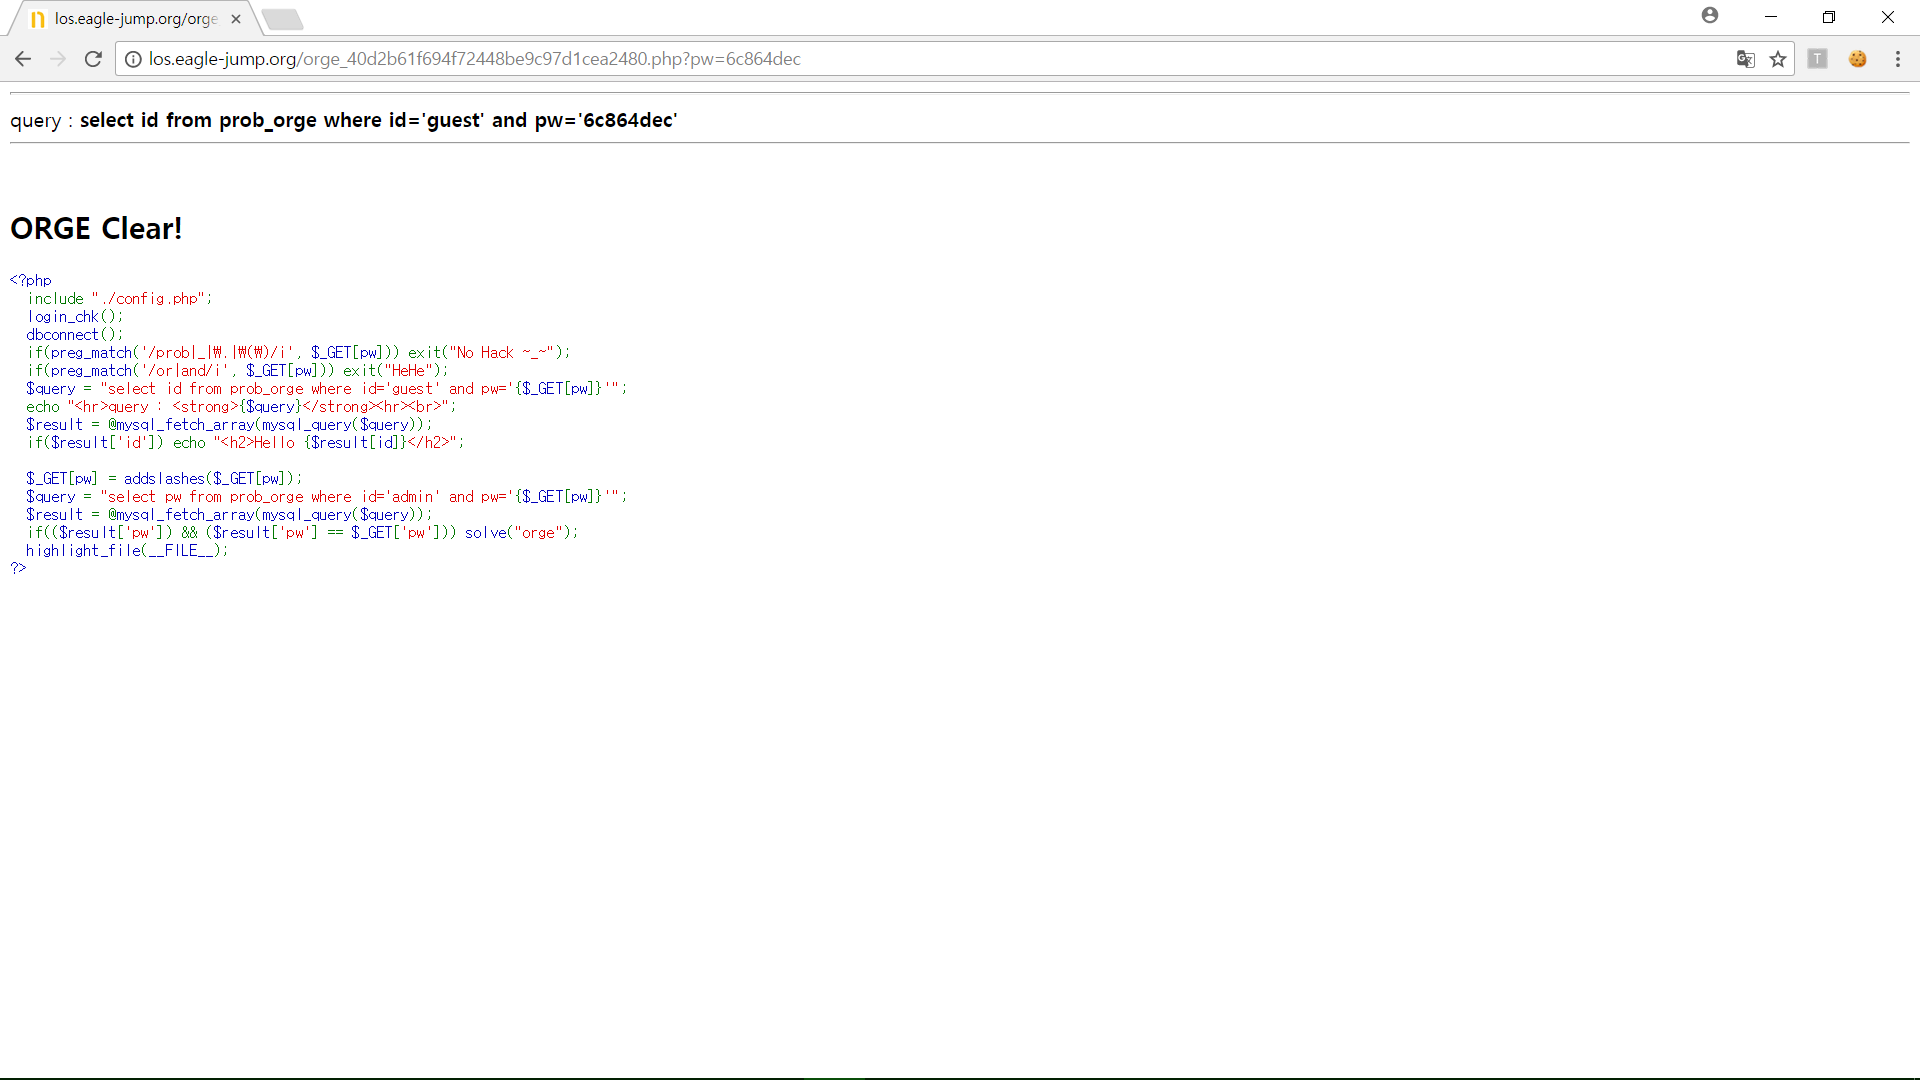 los.eagle-jump.org/orge
los.eagle-jump.org/orge_40d2b61f694f72448be9c97d1cea2480.php?pw=6c864dec
T
query : select id from prob_orge where id='guest' and pw='6c864dec'
ORGE Clear!
<?php
include "./config.php";
login_chk();
dbconnect();
if(preg_match('/prob|_|₩.|₩(₩)/i', $_GET[pw])) exit("No Hack ~_~");
if(preg_match('/or|and/i', $_GET[pw])) exit("HeHe");
$query = "select id from prob_orge where id='guest' and pw='{$_GET[pw]}'";
echo "<hr>query : <strong>{$query}</strong><hr><br>";
$result = @mysql_fetch_array(mysql_query($query));
if($result['id']) echo "<h2>Hello {$result[id]}</h2>";
$_GET[pw] = addslashes($_GET[pw]);
$query = "select pw from prob_orge where id='admin' and pw='{$_GET[pw]}'";
$result = @mysql_fetch_array(mysql_query($query));
if(($result['pw']) && ($result['pw'] == $_GET['pw'])) solve("orge");
highlight_file(__FILE__);
?>